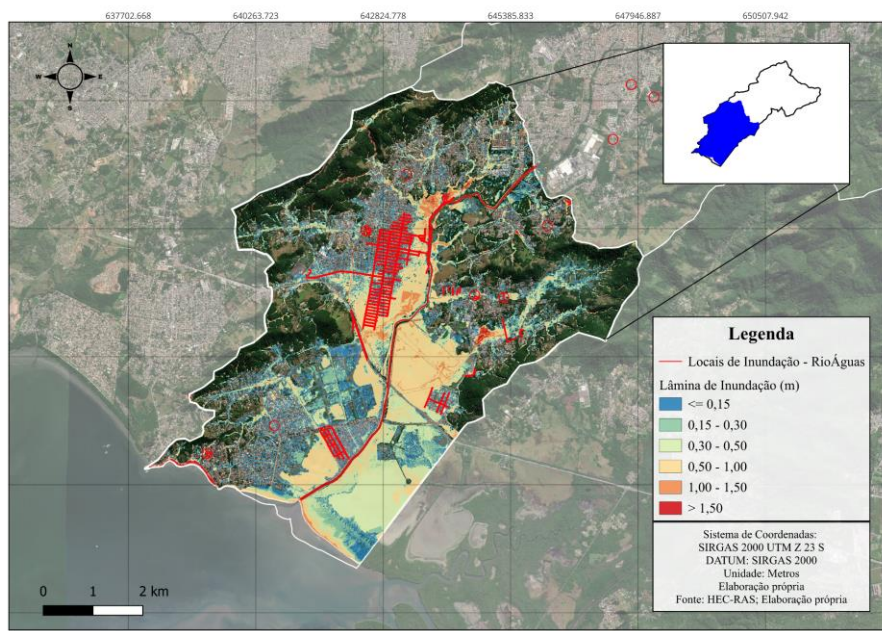 637702.668 640263.723 642824.778 645385.833 647946.887 650507.942
N
W E
S
Legenda
Locais de Inundação - RioÁguas
Lâmina de Inundação (m)
<= 0,15
0,15 - 0,30
0,30 - 0,50
0,50 - 1,00
1,00 - 1,50
> 1,50
Sistema de Coordenadas:
SIRGAS 2000 UTM Z 23 S
DATUM: SIRGAS 2000
Unidade: Metros
Elaboração própria
Fonte: HEC-RAS; Elaboração própria
0 1 2 km